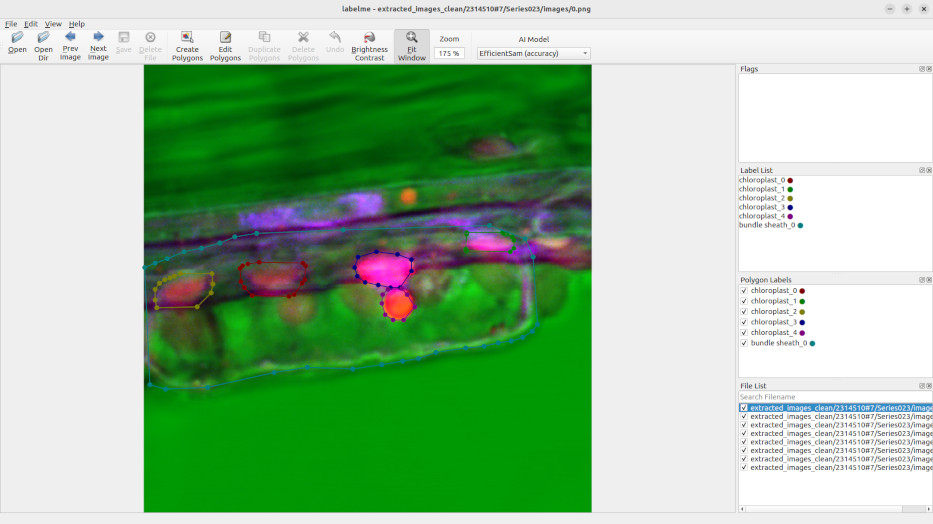 labelme - extracted_images_clean/2314510#7/Series023/images/0.png
File Edit View Help
Open
Open Dir
Prev Image
Next Image
Save
Delete File
Create Polygons
Edit Polygons
Duplicate Polygons
Delete Polygons
Undo
Brightness Contrast
Fit Window
Zoom
175 %
AI Model
EfficientSam (accuracy)
Flags
Label List
chloroplast_0
chloroplast_1
chloroplast_2
chloroplast_3
chloroplast_4
bundle sheath_0
Polygon Labels
chloroplast_0
chloroplast_1
chloroplast_2
chloroplast_3
chloroplast_4
bundle sheath_0
File List
Search Filename
extracted_images_clean/2314510#7/Series023/image
extracted_images_clean/2314510#7/Series023/image
extracted_images_clean/2314510#7/Series023/image
extracted_images_clean/2314510#7/Series023/image
extracted_images_clean/2314510#7/Series023/image
extracted_images_clean/2314510#7/Series023/image
extracted_images_clean/2314510#7/Series023/image